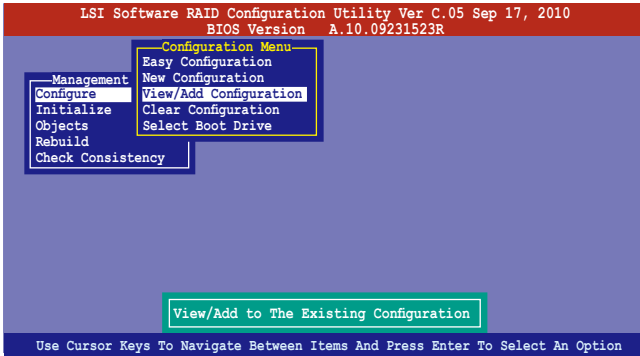 LSI Software RAID Configuration Utility Ver C.05 Sep 17, 2010
BIOS Version A.10.09231523R
Configuration Menu
Easy Configuration
New Configuration
View/Add Configuration
Clear Configuration
Select Boot Drive
Management
Configure
Initialize
Objects
Rebuild
Check Consistency
View/Add to The Existing Configuration
Use Cursor Keys To Navigate Between Items And Press Enter To Select An Option